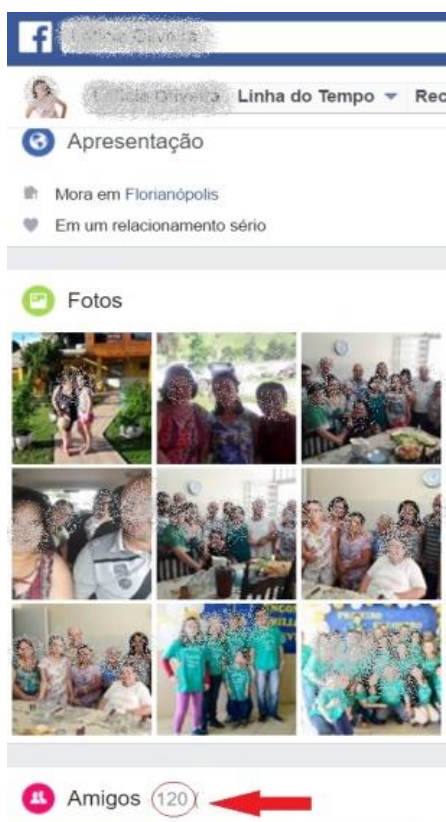 f
Linha do Tempo Rec
Apresentação
Mora em Florianópolis
Em um relacionamento sério
Fotos
Amigos 120